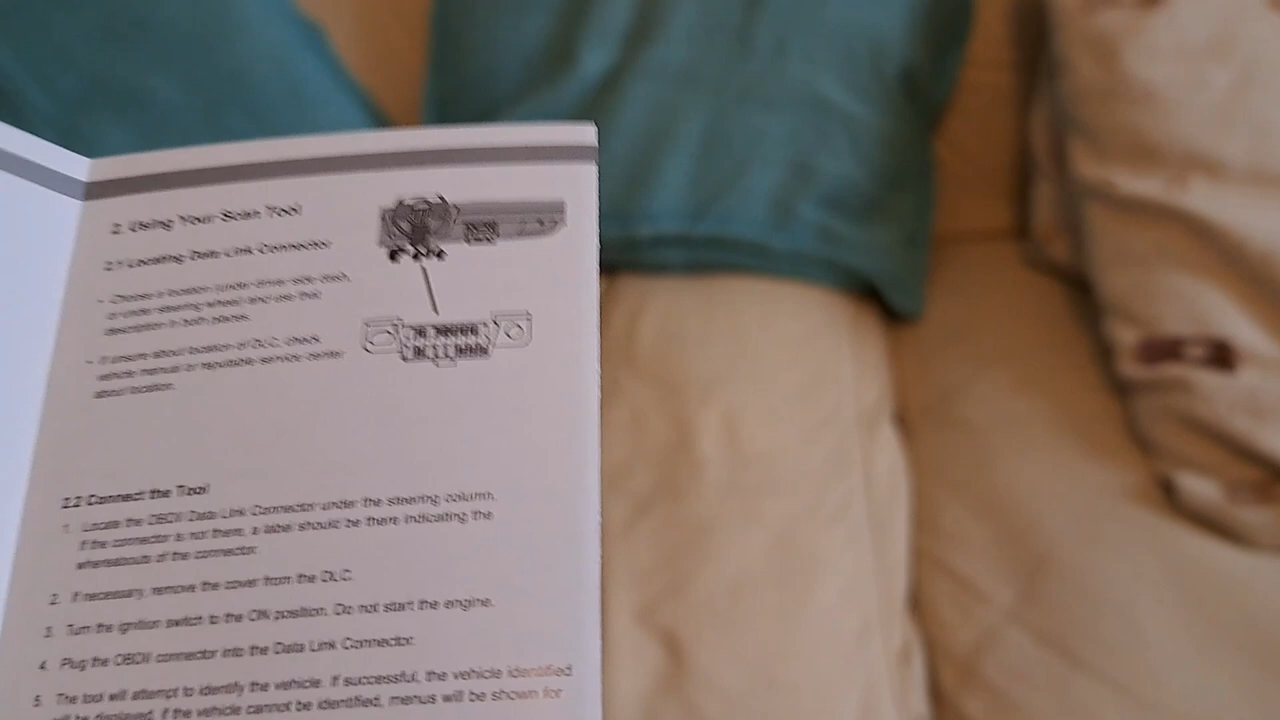 2. Using Your Scan Tool
2.1 Locating Data Link Connector
- Choose a location (under driver side dash,
or under steering wheel) and use this
description in both places.
- If unsure about location of DLC, check
vehicle manual or reputable service center
about location.
2.2 Connect the Tool
1. Locate the OBDII Data Link Connector under the steering column.
If the connector is not there, a label should be there indicating the
whereabouts of the connector.
2. If necessary, remove the cover from the DLC.
3. Turn the ignition switch to the ON position. Do not start the engine.
4. Plug the OBDII connector into the Data Link Connector.
5. The tool will attempt to identify the vehicle. If successful, the vehicle identified
will be displayed, if the vehicle cannot be identified, menus will be shown for